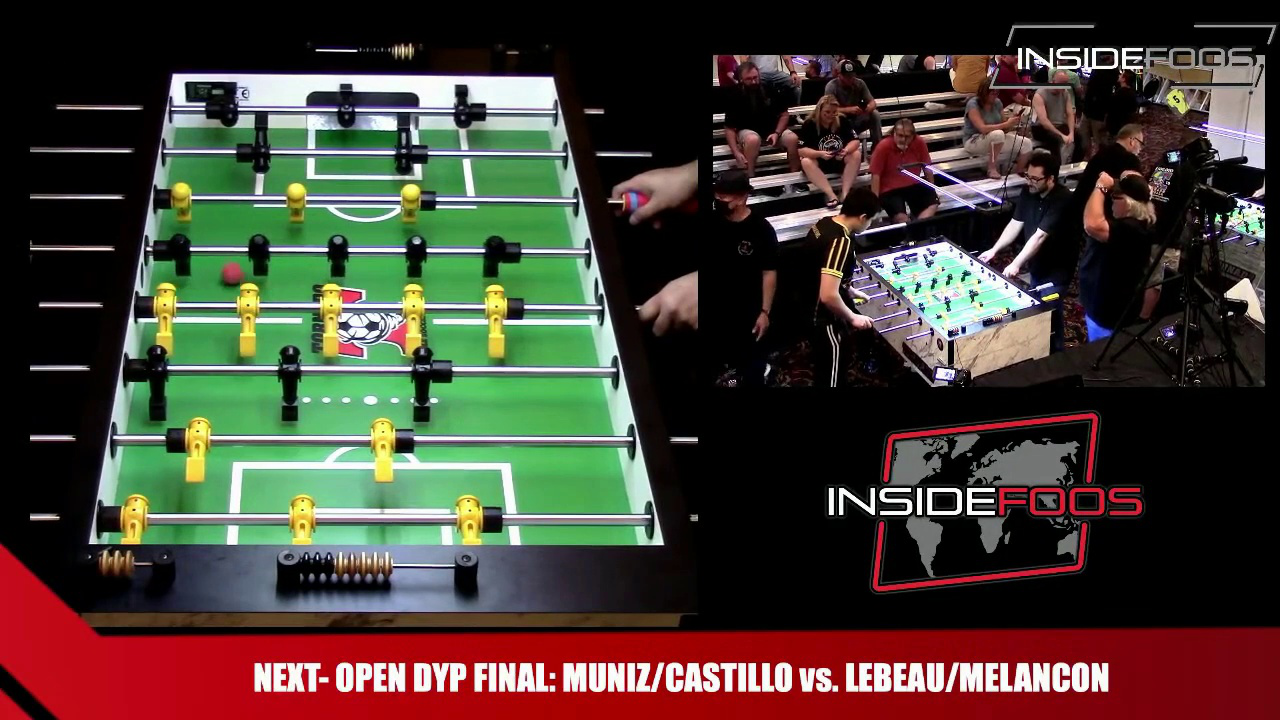 INSIDEFOOS
INSIDEFOOS
NEXT- OPEN DYP FINAL: MUNIZ/CASTILLO vs. LEBEAU/MELANCON